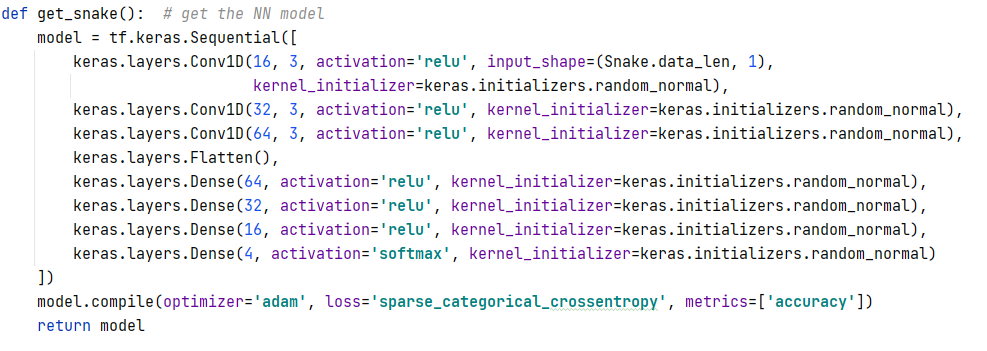 def get_snake():  # get the NN model
    model = tf.keras.Sequential([
        keras.layers.Conv1D(16, 3, activation='relu', input_shape=(Snake.data_len, 1),
                            kernel_initializer=keras.initializers.random_normal),
        keras.layers.Conv1D(32, 3, activation='relu', kernel_initializer=keras.initializers.random_normal),
        keras.layers.Conv1D(64, 3, activation='relu', kernel_initializer=keras.initializers.random_normal),
        keras.layers.Flatten(),
        keras.layers.Dense(64, activation='relu', kernel_initializer=keras.initializers.random_normal),
        keras.layers.Dense(32, activation='relu', kernel_initializer=keras.initializers.random_normal),
        keras.layers.Dense(16, activation='relu', kernel_initializer=keras.initializers.random_normal),
        keras.layers.Dense(4, activation='softmax', kernel_initializer=keras.initializers.random_normal)
    ])
    model.compile(optimizer='adam', loss='sparse_categorical_crossentropy', metrics=['accuracy'])
    return model